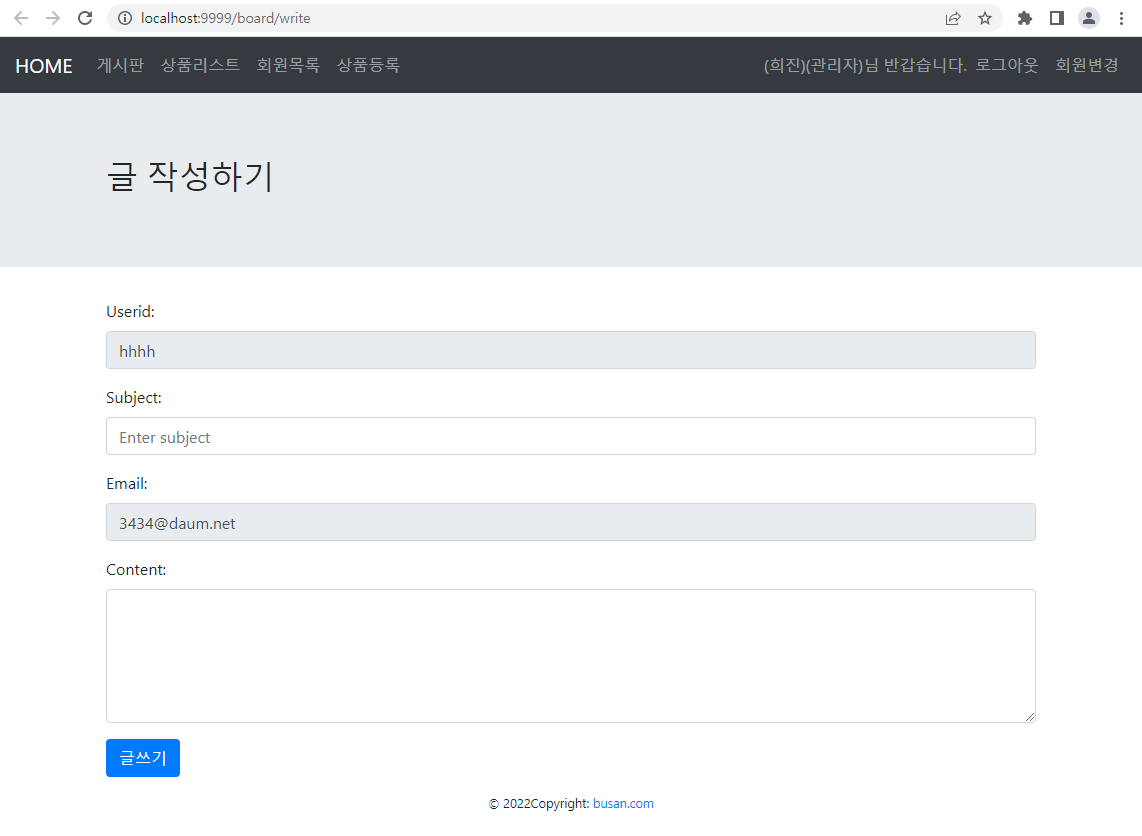 localhost:9999/board/write
HOME 게시판 상품리스트 회원목록 상품등록 (희진)(관리자)님 반갑습니다. 로그아웃 회원변경
글 작성하기
Userid:
hhhh
Subject:
Enter subject
Email:
3434@daum.net
Content:
글쓰기
© 2022Copyright: busan.com